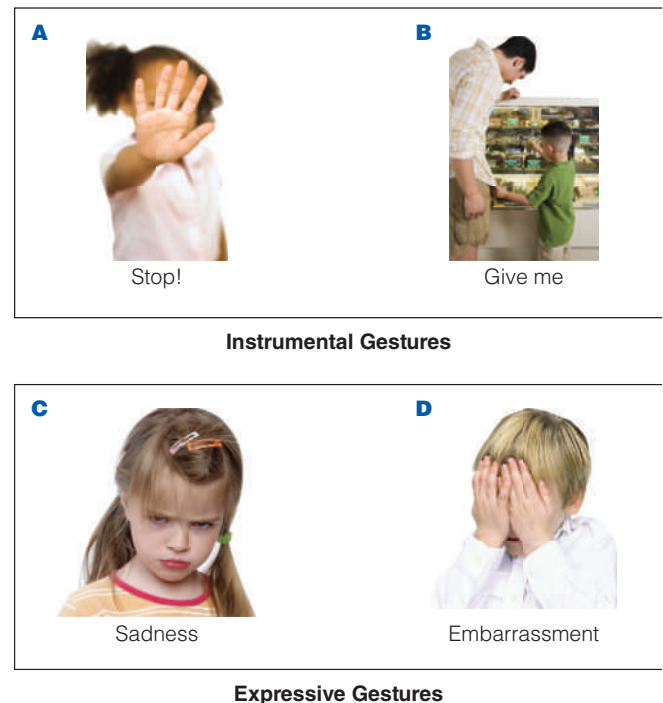 A
B
Stop!
Give me
Instrumental Gestures
C
D
Sadness
Embarrassment
Expressive Gestures